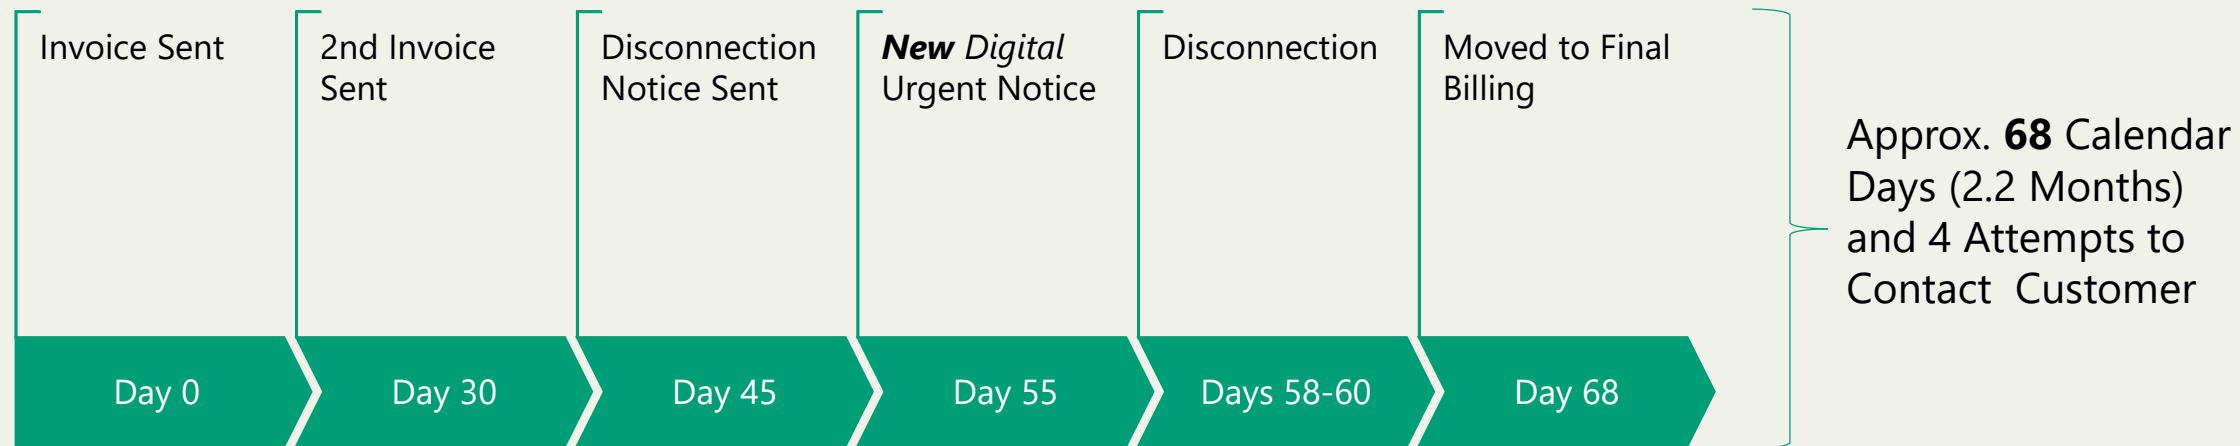 Invoice Sent
2nd Invoice
Sent
Disconnection
Notice Sent
New Digital
Urgent Notice
Disconnection
Moved to Final
Billing
Approx. 68 Calendar
Days (2.2 Months)
and 4 Attempts to
Contact  Customer
Day 0
Day 30
Day 45
Day 55
Days 58-60
Day 68